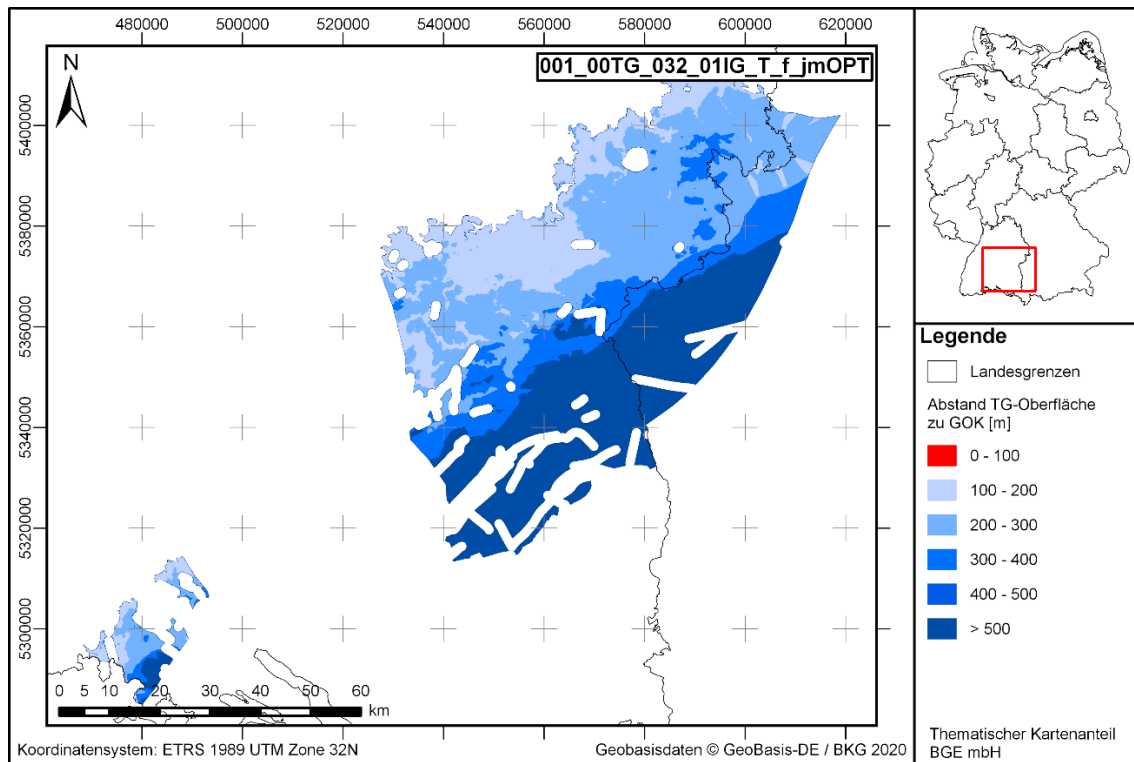 480000 500000 520000 540000 560000 580000 600000 620000
N
001_00TG_032_01IG_T_f_jmOPT
5400000
5380000
5360000
5340000
5320000
5300000
0 5 10 20 30 40 50 60
km
Koordinatensystem: ETRS 1989 UTM Zone 32N
Geobasisdaten © GeoBasis-DE / BKG 2020
Legende
Landesgrenzen
Abstand TG-Oberfläche
zu GOK [m]
0 - 100
100 - 200
200 - 300
300 - 400
400 - 500
> 500
Thematischer Kartenanteil
BGE mbH